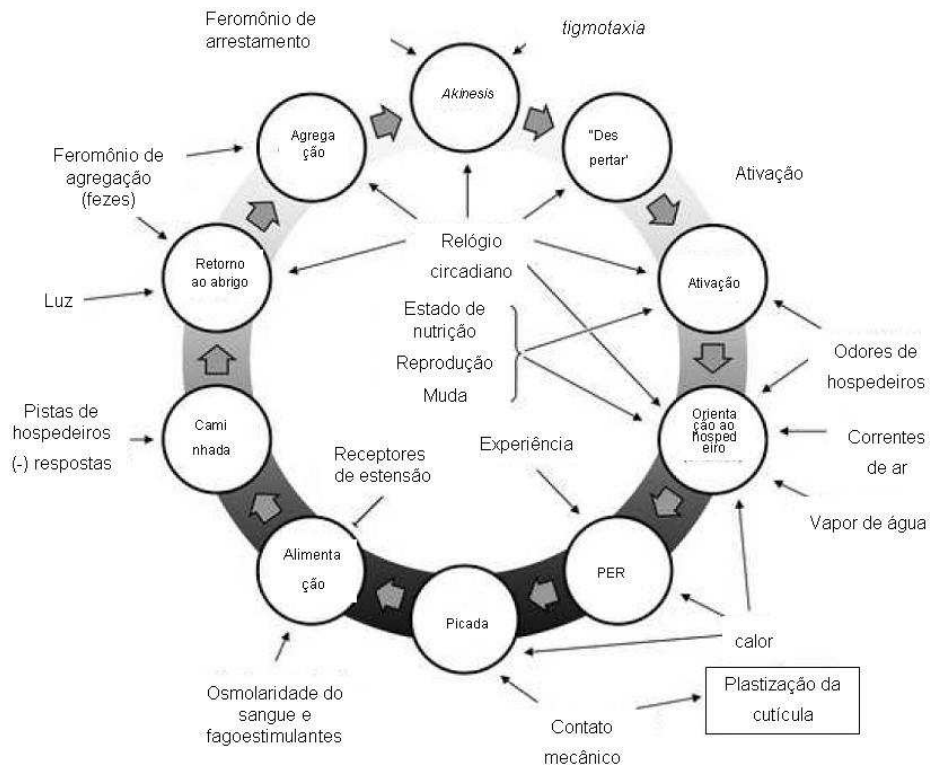 Feromônio de
arrestamento
tigmotaxia
Akinesis
"Des
pertar'
Agrega
ção
Feromônio de
agregação
(fezes)
Ativação
Relógio
circadiano
Retorno
ao abrigo
Ativação
Luz
Estado de
nutrição
Reprodução
Muda
Odores de
hospedeiros
Pistas de
hospedeiros
(-) respostas
Cami
nhada
Orienta
ção ao
hosped
eiro
Correntes
de ar
Experiência
Receptores
de estensão
Vapor de água
Alimenta
ção
PER
Picada
calor
Osmolaridade do
sangue e
fagoestimulantes
Contato
mecânico
Plastização da
cutícula